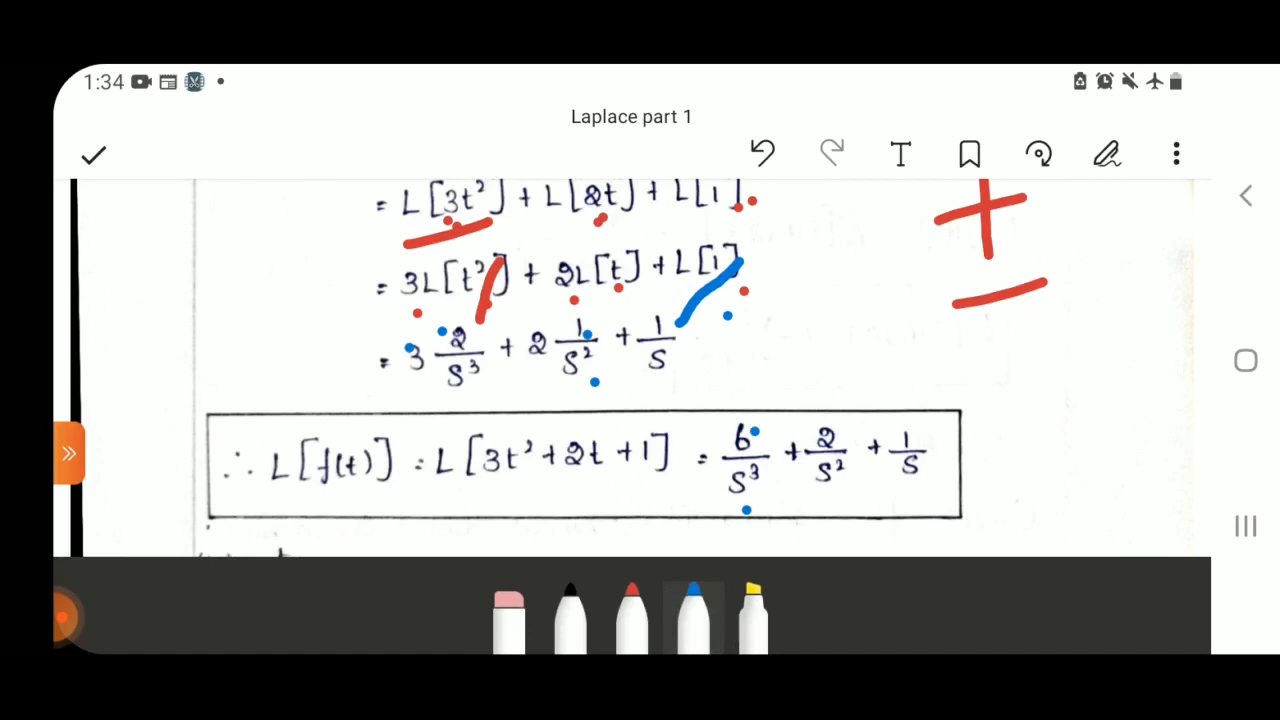 1:34
Laplace part 1
T
= L[3t²] + L[2t] + L[1]
= 3L[t²] + 2L[t] + L[1]
= 3 2/S³ + 2 1/S² + 1/S
∴ L[f(t)] = L[3t² + 2t + 1] = 6/S³ + 2/S² + 1/S